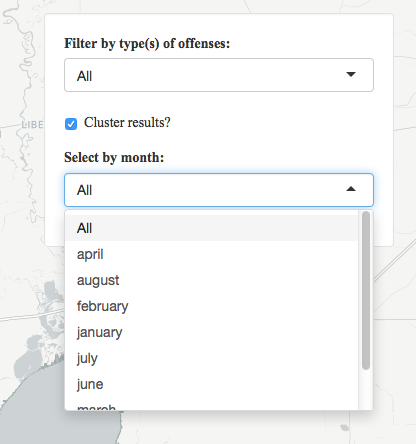 Filter by type(s) of offenses:
All
LIBE
Cluster results?
Select by month:
All
All
april
august
february
january
july
june
march